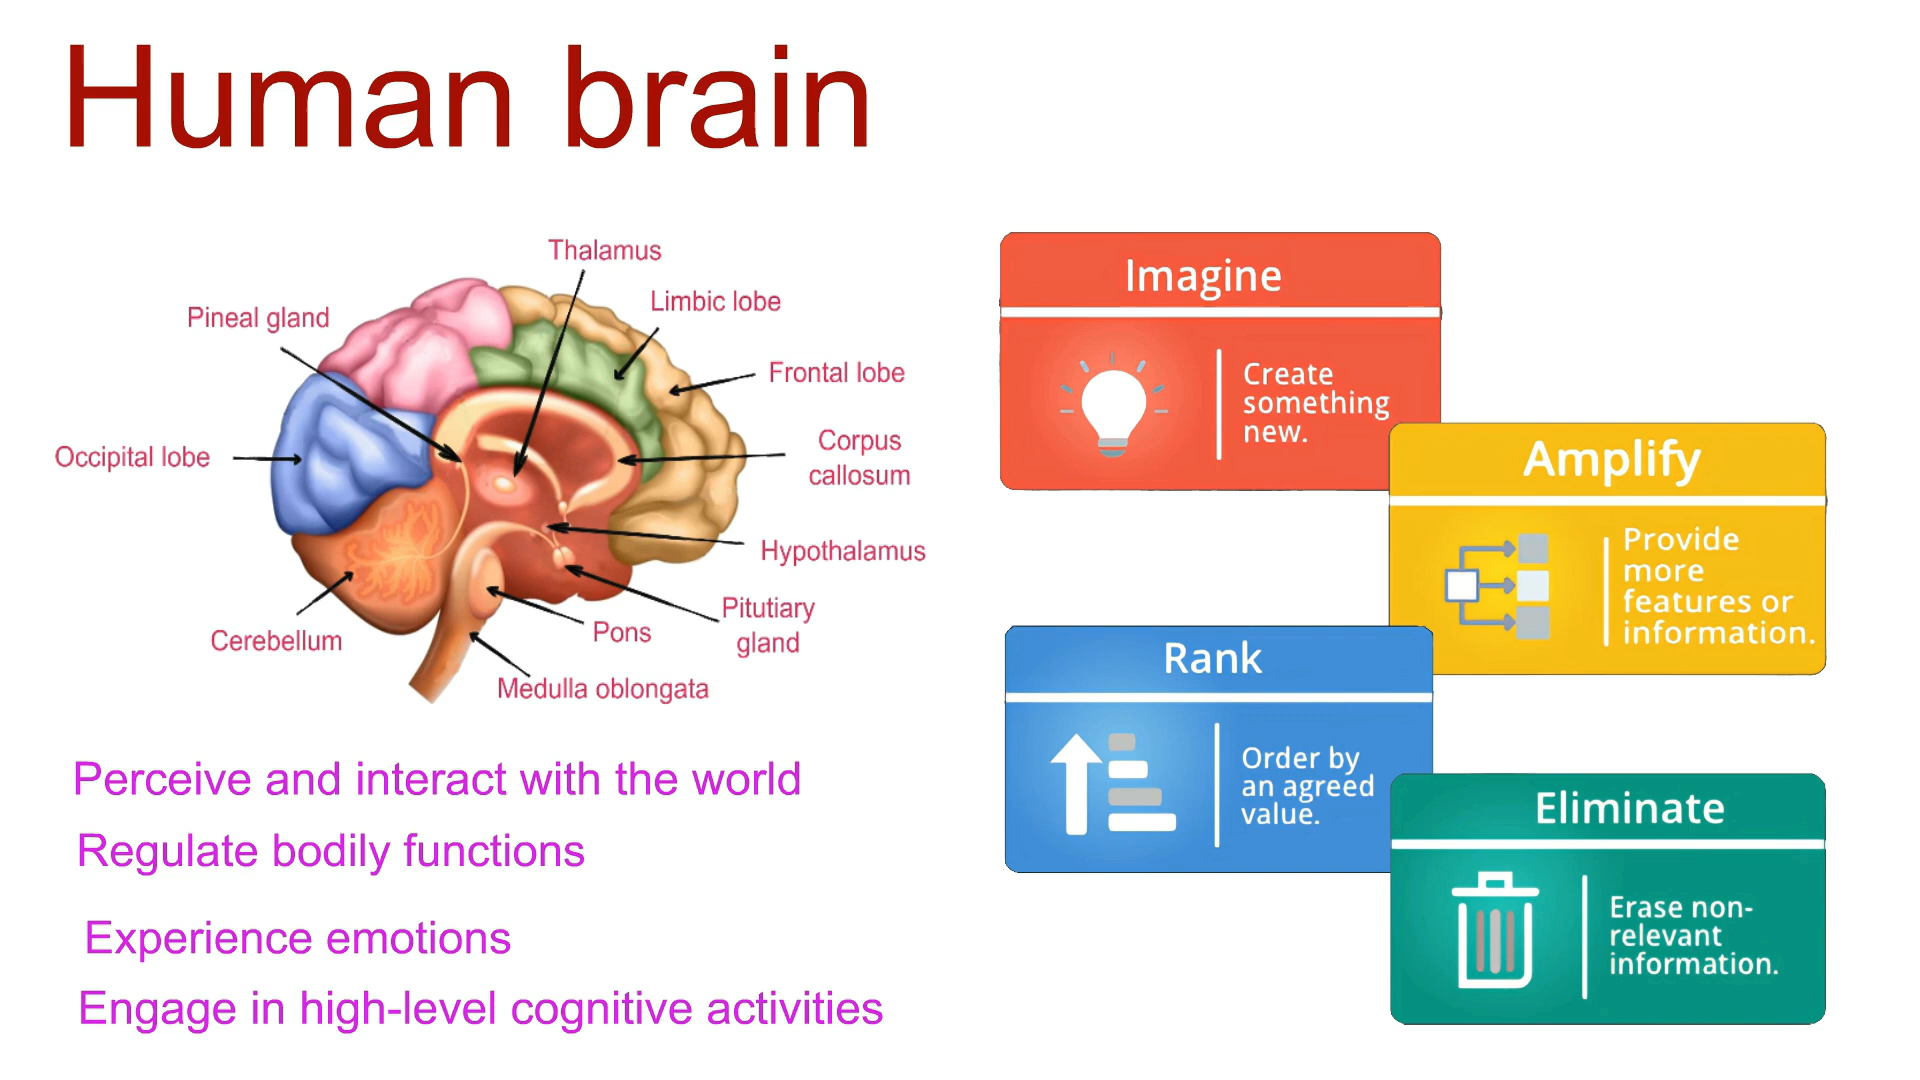 Human brain
Thalamus
Limbic lobe
Pineal gland
Frontal lobe
Corpus
callosum
Occipital lobe
Hypothalamus
Pitutiary
gland
Pons
Cerebellum
Medulla oblongata
Perceive and interact with the world
Regulate bodily functions
Experience emotions
Engage in high-level cognitive activities
Imagine
Create
something
new.
Amplify
Provide
more
features or
information.
Rank
Order by
an agreed
value.
Eliminate
Erase non-
relevant
information.